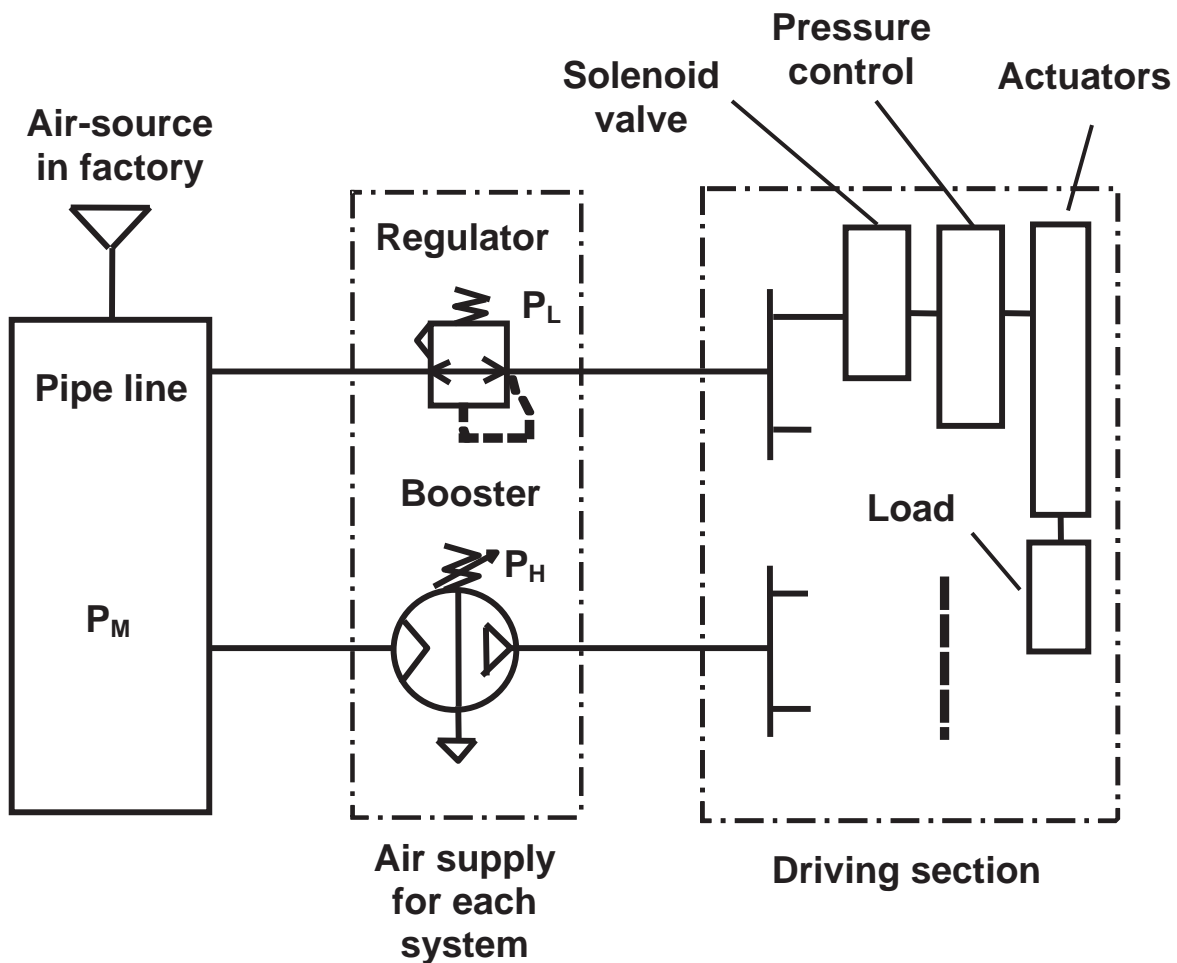 Pressure
control
Solenoid
valve
Actuators
Air-source
in factory
Regulator
P_L
Pipe line
Booster
Load
P_H
P_M
Air supply
for each
system
Driving section